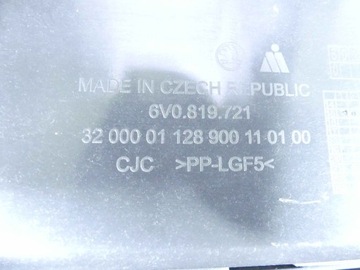 MADE IN CZECH REPUBLIC
6V0.819.721
32 000 01 128 900 11 01 00
CJC >PP-LGF5<